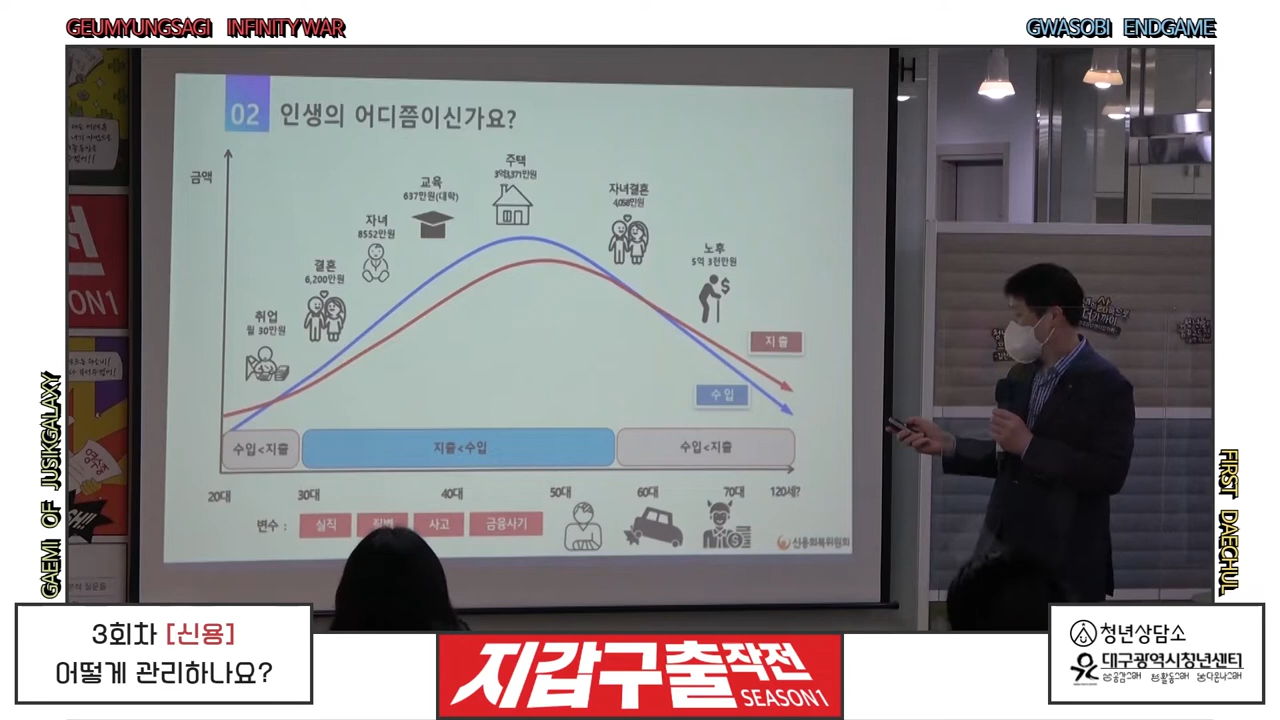 GEUMYUNGSAGI INFINITY WAR
GWASOBI ENDGAME
GAEMI OF JUSIKGALAXY
FIRST DAECHUL
02 인생의 어디쯤이신가요?
금액
취업
월 30만원
결혼
6,200만원
자녀
8552만원
교육
637만원(대학)
주택
3억3,371만원
자녀결혼
4,058만원
노후
5억 3천만원
지출
수입
수입<지출
지출<수입
수입<지출
20대 30대 40대 50대 60대 70대 120세?
변수 : 실직 질병 사고 금융사기
신용회복위원회
ON1
H
3회차 [신용]
어떻게 관리하나요?
지갑구출작전
SEASON1
청년상담소
대구광역시청년센터